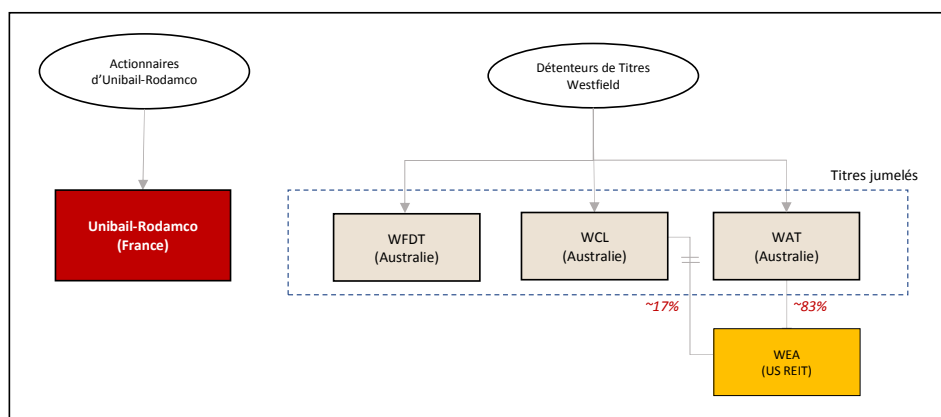 Actionnaires
d'Unibail-Rodamco
Détenteurs de Titres
Westfield
Titres jumelés
Unibail-Rodamco
(France)
WFDT
(Australie)
WCL
(Australie)
WAT
(Australie)
~17%
~83%
WEA
(US REIT)